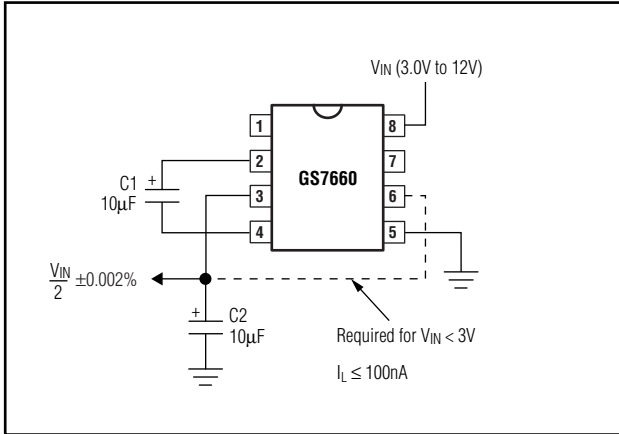 VIN (3.0V to 12V)
1
8
2
7
GS7660
C1
+
10µF
3
6
4
5
VIN
2
±0.002%
+
C2
10µF
Required for VIN < 3V
IL ≤ 100nA